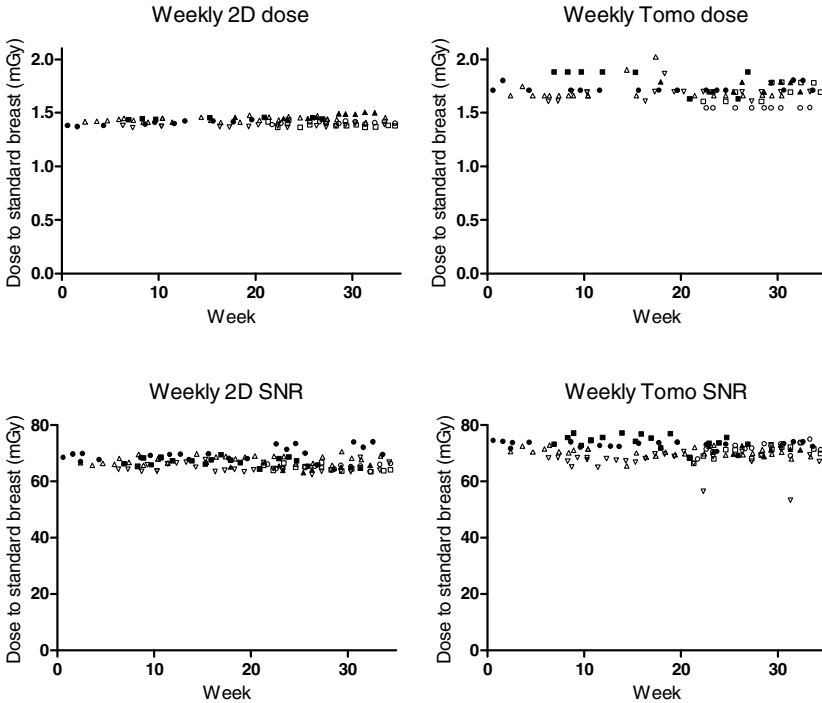 Weekly 2D dose
Dose to standard breast (mGy)
2.0
1.5
1.0
0.5
0.0
0 10 20 30
Week
Weekly Tomo dose
Dose to standard breast (mGy)
2.0
1.5
1.0
0.5
0.0
0 10 20 30
Week
Weekly 2D SNR
Dose to standard breast (mGy)
80
60
40
20
0
0 10 20 30
Week
Weekly Tomo SNR
Dose to standard breast (mGy)
80
60
40
20
0
0 10 20 30
Week